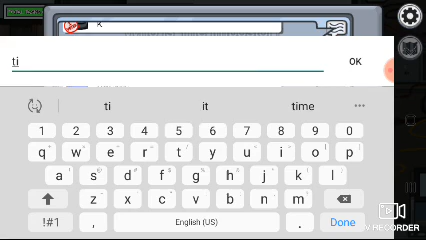 K
ti
OK
ti it time
1 2 3 4 5 6 7 8 9 0
q w e r t y u i o p
a s d f g h j k l
z x c v b n m
!#1 , English (US) . Done
V RECORDER